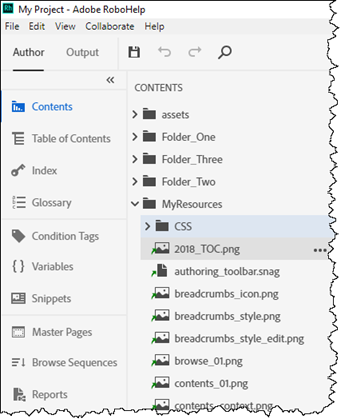 Rh My Project - Adobe RoboHelp
File Edit View Collaborate Help
Author Output
CONTENTS
Contents
Table of Contents
Index
Glossary
Condition Tags
Variables
Snippets
Master Pages
Browse Sequences
Reports
assets
Folder_One
Folder_Three
Folder_Two
MyResources
CSS
2018_TOC.png
authoring_toolbar.snag
breadcrumbs_icon.png
breadcrumbs_style.png
breadcrumbs_style_edit.png
browse_01.png
contents_01.png
contents_context.png